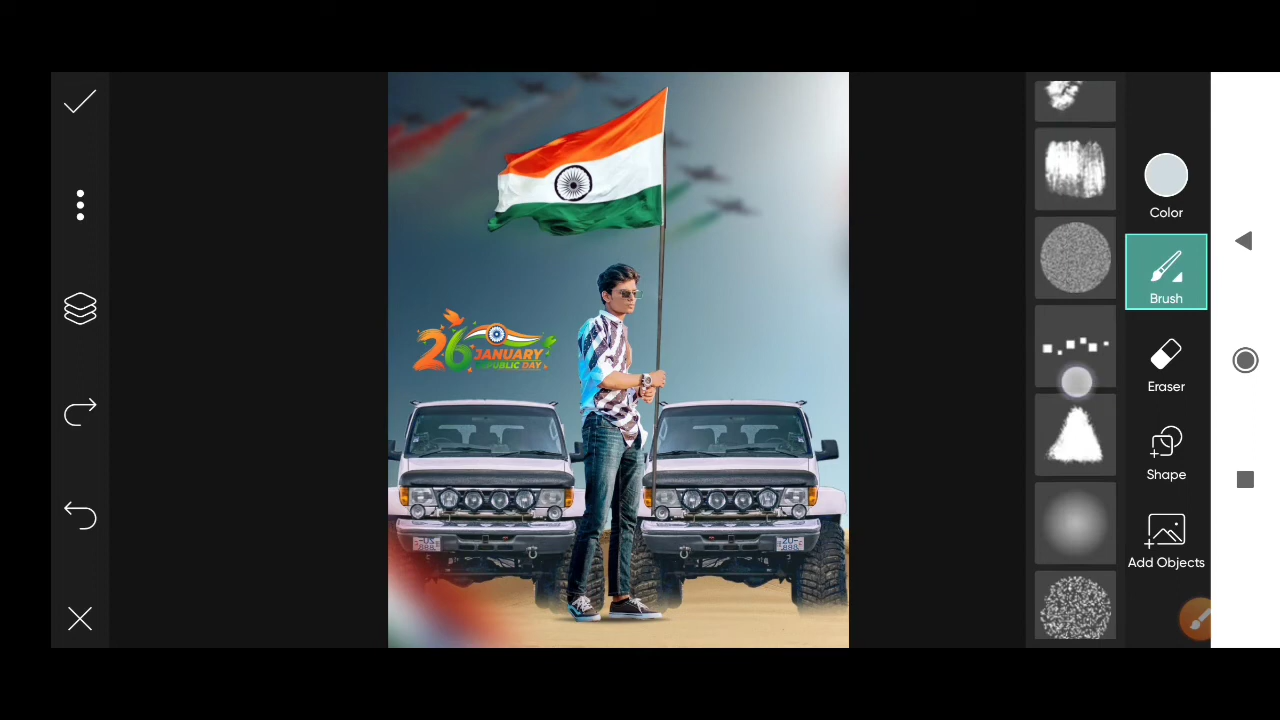 Color
Brush
Eraser
Shape
Add Objects
26 JANUARY
REPUBLIC DAY